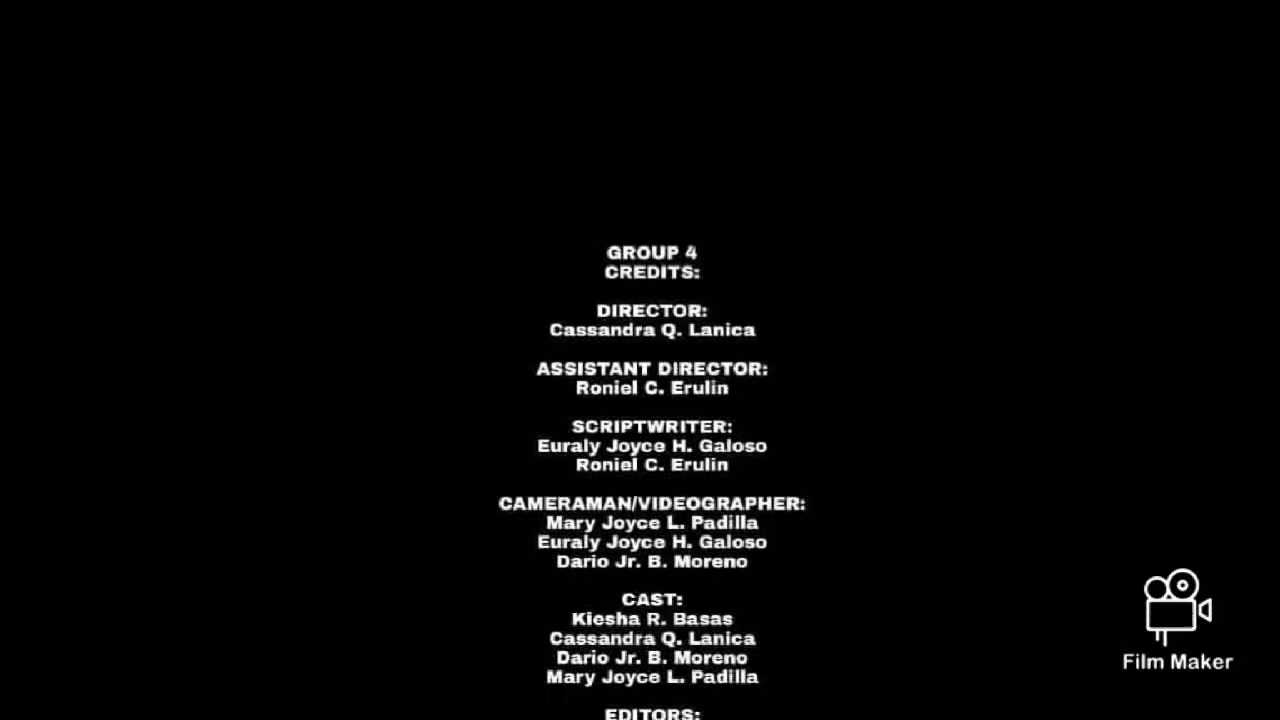 GROUP 4
CREDITS:
DIRECTOR:
Cassandra Q. Lanica
ASSISTANT DIRECTOR:
Roniel C. Erulin
SCRIPTWRITER:
Euraly Joyce H. Galoso
Roniel C. Erulin
CAMERAMAN/VIDEOGRAPHER:
Mary Joyce L. Padilla
Euraly Joyce H. Galoso
Dario Jr. B. Moreno
CAST:
Kiesha R. Basas
Cassandra Q. Lanica
Dario Jr. B. Moreno
Mary Joyce L. Padilla
EDITORS:
Film Maker